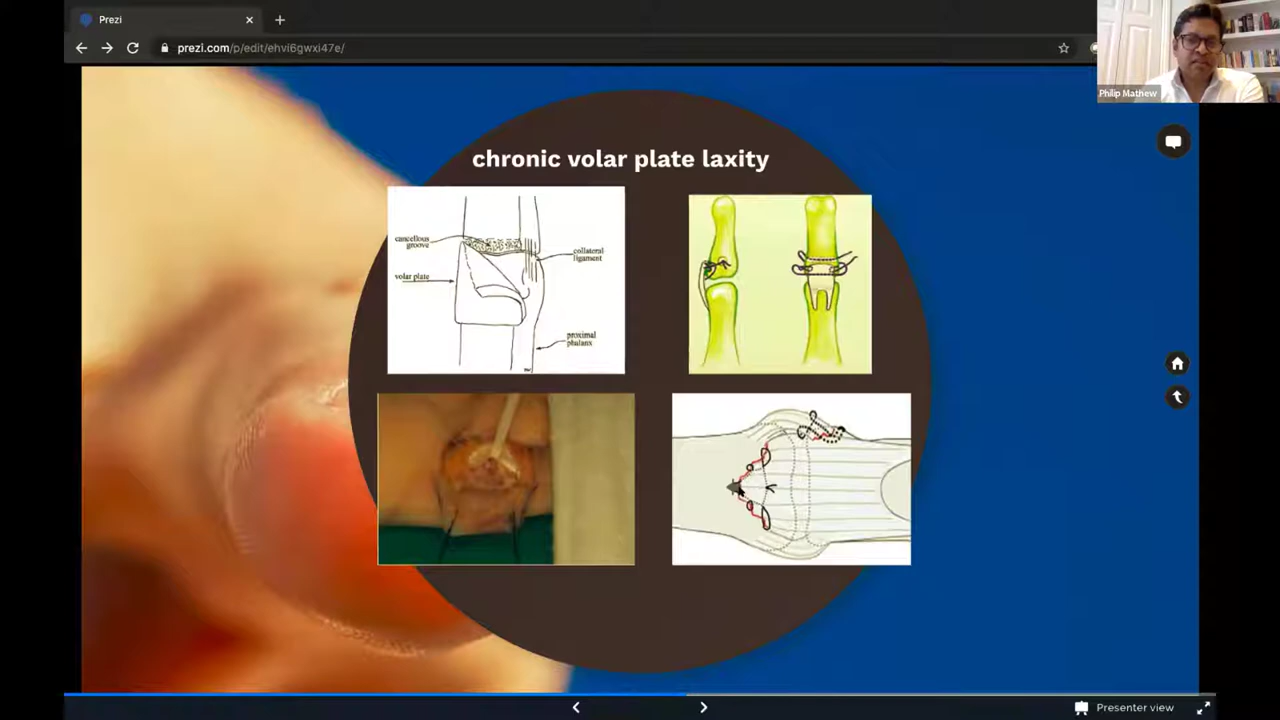 Prezi
prezi.com/p/edit/ehvi6gwxi47e/
Philip Mathew
chronic volar plate laxity
cancellous
groove
collateral
ligament
volar plate
proximal
phalanx
Presenter view